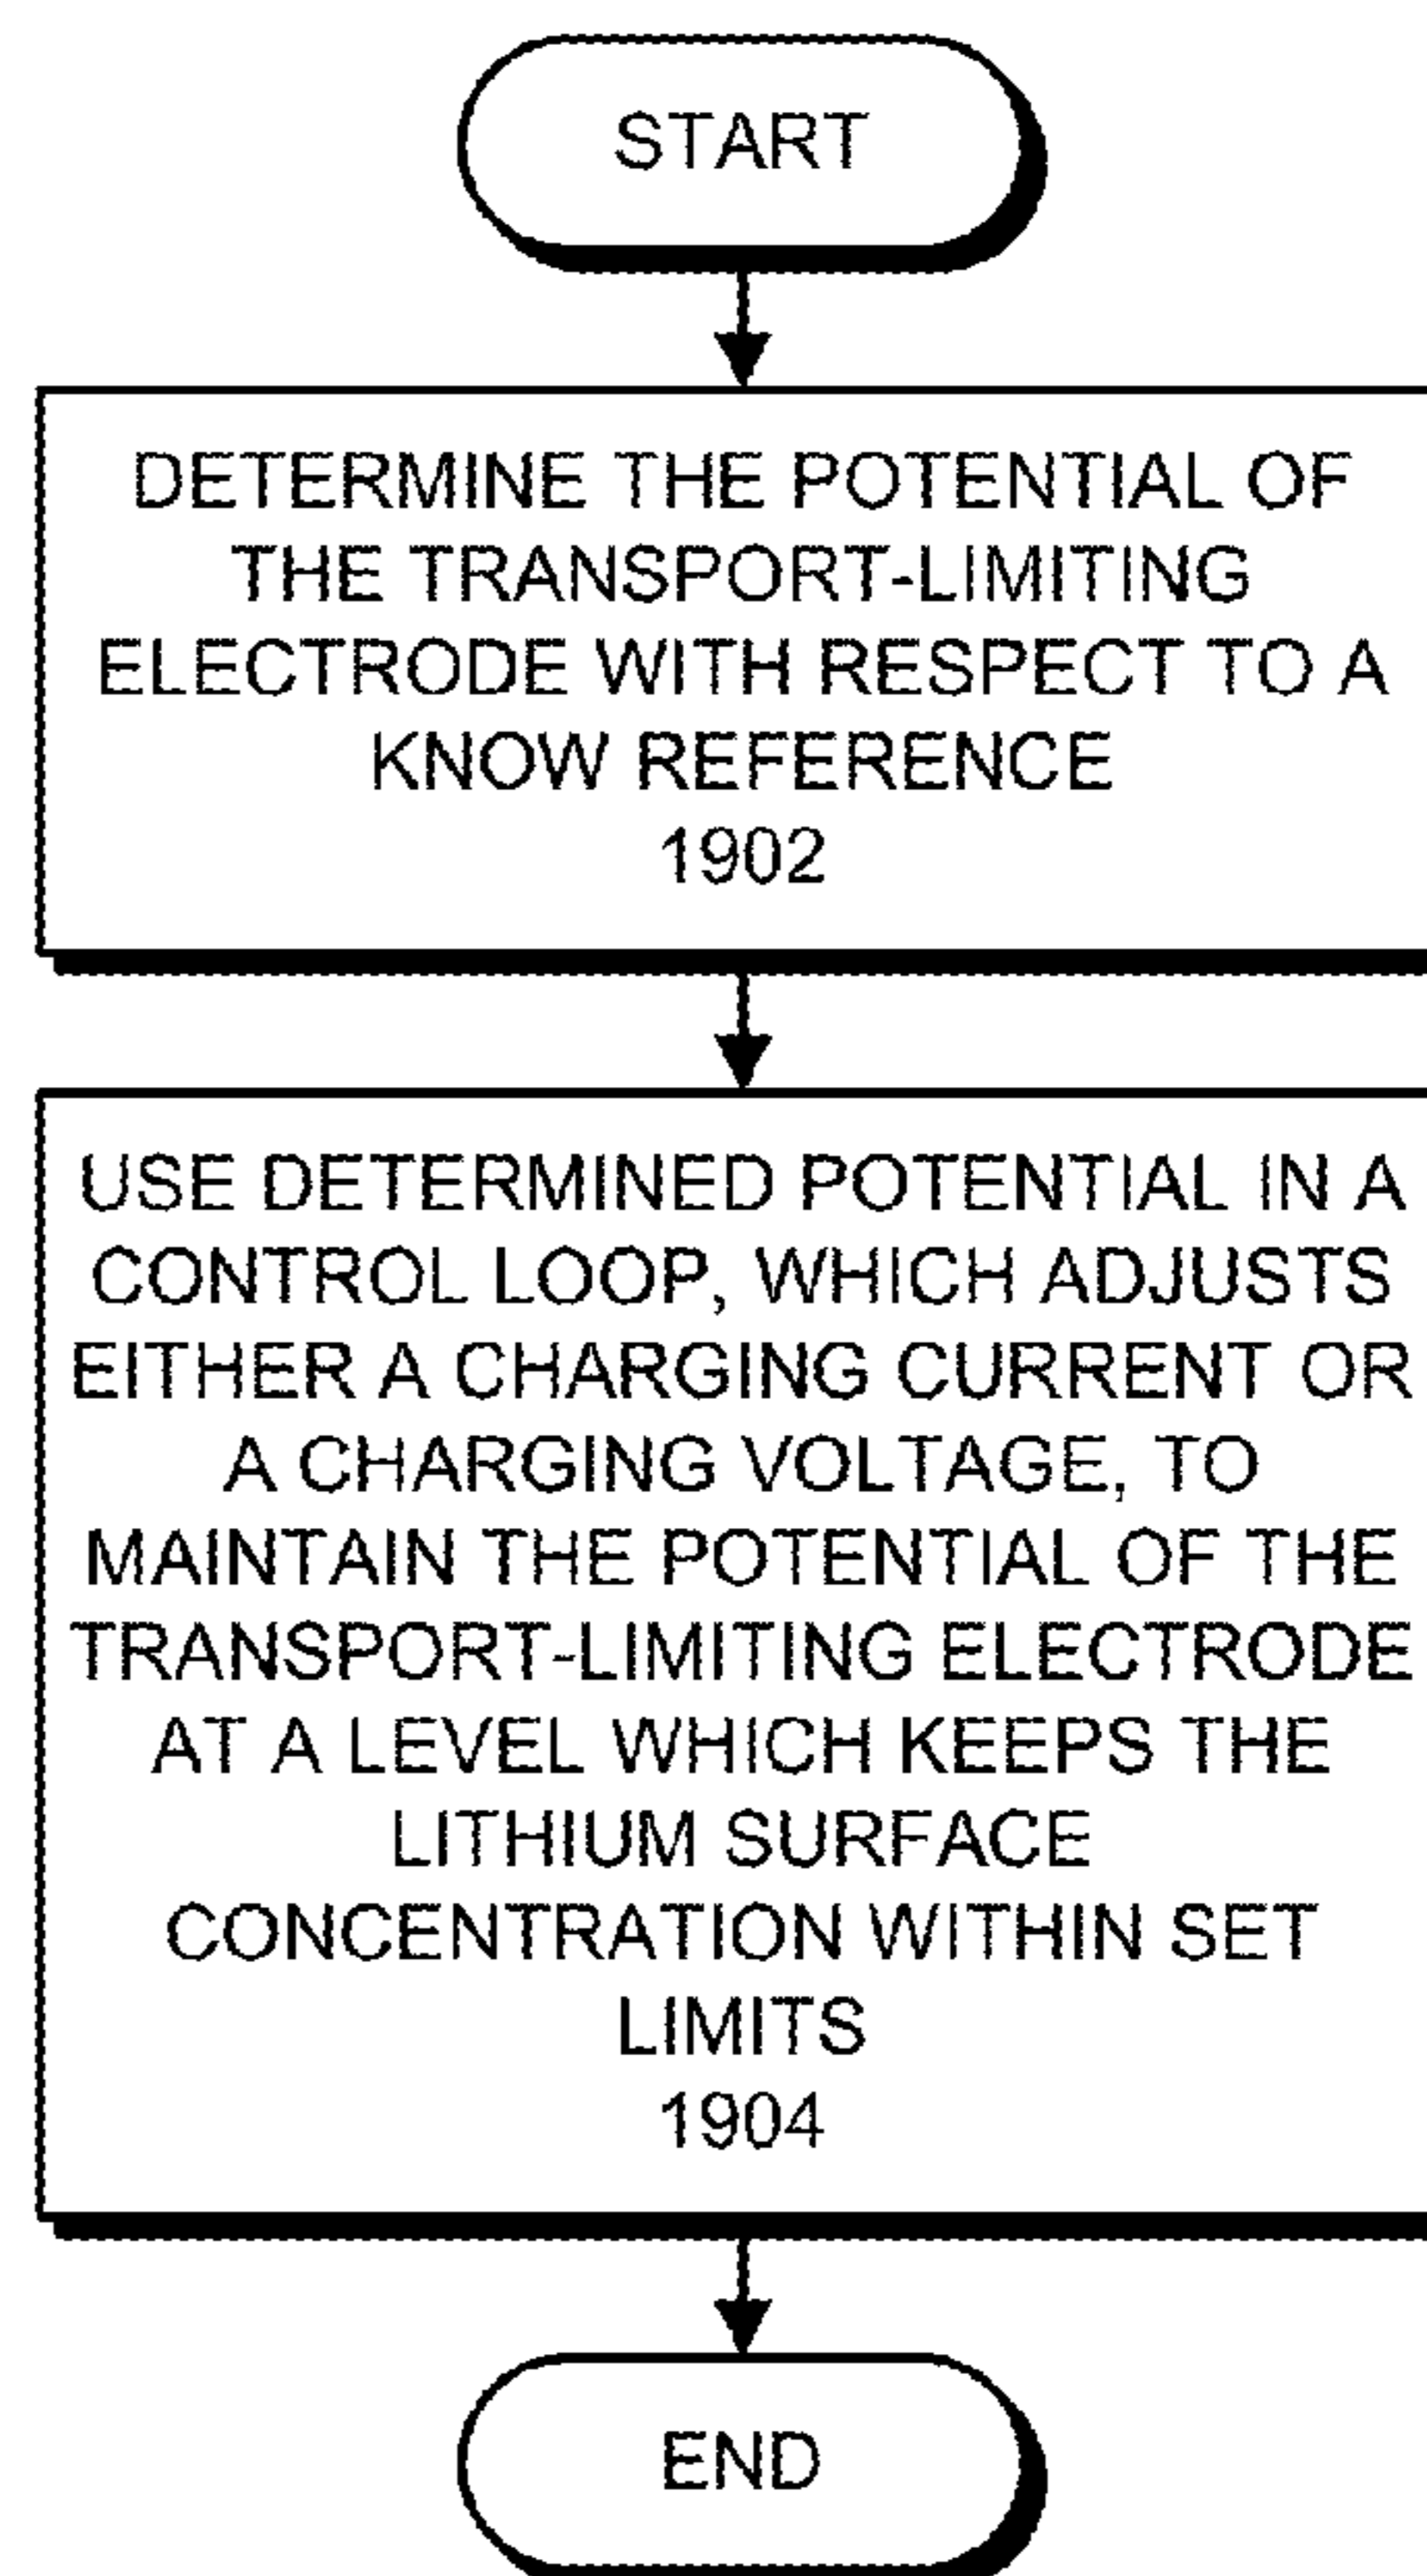 START
DETERMINE THE POTENTIAL OF
THE TRANSPORT-LIMITING
ELECTRODE WITH RESPECT TO A
KNOW REFERENCE
1902
USE DETERMINED POTENTIAL IN A
CONTROL LOOP, WHICH ADJUSTS
EITHER A CHARGING CURRENT OR
A CHARGING VOLTAGE, TO
MAINTAIN THE POTENTIAL OF THE
TRANSPORT-LIMITING ELECTRODE
AT A LEVEL WHICH KEEPS THE
LITHIUM SURFACE
CONCENTRATION WITHIN SET
LIMITS
1904
END